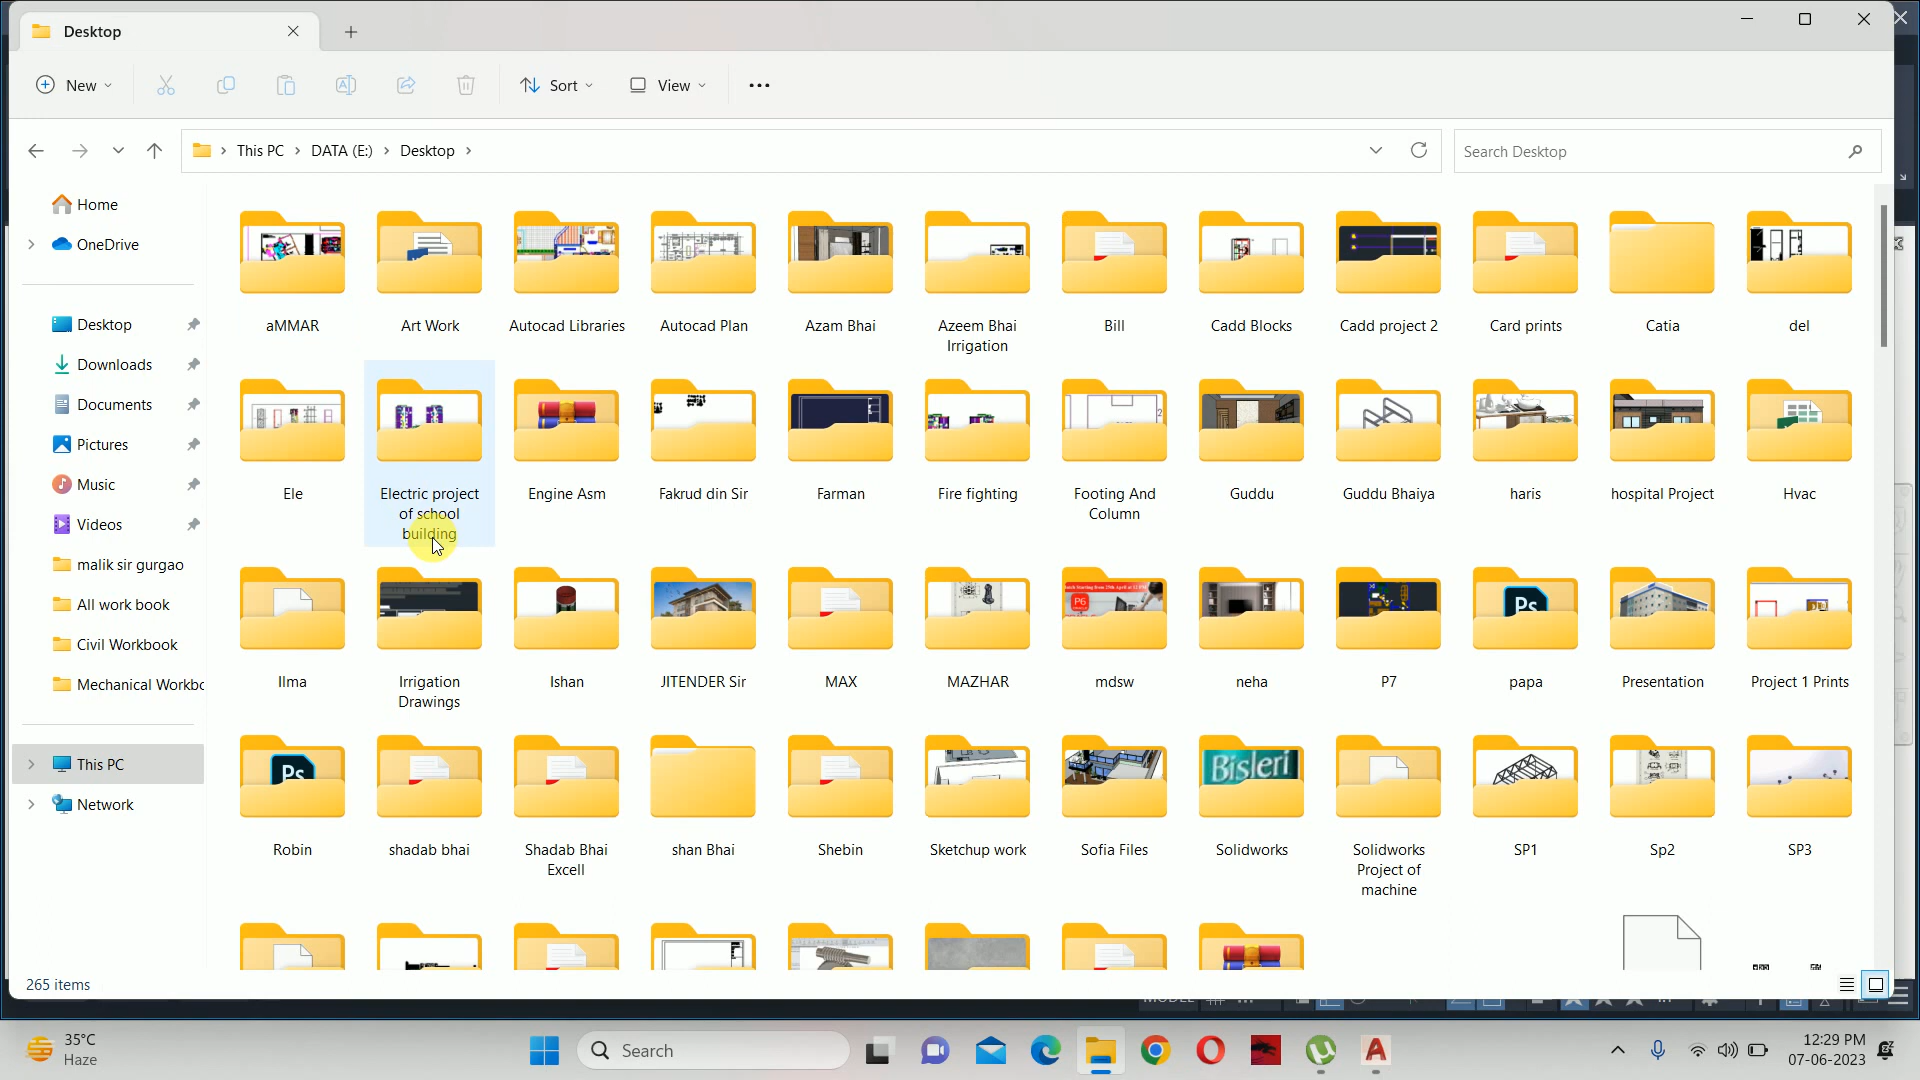 Desktop
New
Sort
View
This PC
DATA (E:)
Desktop
Search Desktop
Home
OneDrive
Desktop
Downloads
Documents
Pictures
Music
Videos
malik sir gurgao
All work book
Civil Workbook
Mechanical Workbo
This PC
Network
aMMAR
Art Work
Autocad Libraries
Autocad Plan
Azam Bhai
Azeem Bhai
Irrigation
Bill
Cadd Blocks
Cadd project 2
Card prints
Catia
del
Ele
Electric project
of school
building
Engine Asm
Fakrud din Sir
Farman
Fire fighting
Footing And
Column
Guddu
Guddu Bhaiya
haris
hospital Project
Hvac
Ilma
Irrigation
Drawings
Ishan
JITENDER Sir
MAX
MAZHAR
P6
mdsw
neha
P7
Ps
papa
Presentation
Project 1 Prints
Ps
Robin
shadab bhai
Shadab Bhai
Excell
shan Bhai
Shebin
Sketchup work
Sofia Files
Bisleri
Solidworks
Solidworks
Project of
machine
SP1
Sp2
SP3
265 items
35°C
Haze
Search
12:29 PM
07-06-2023